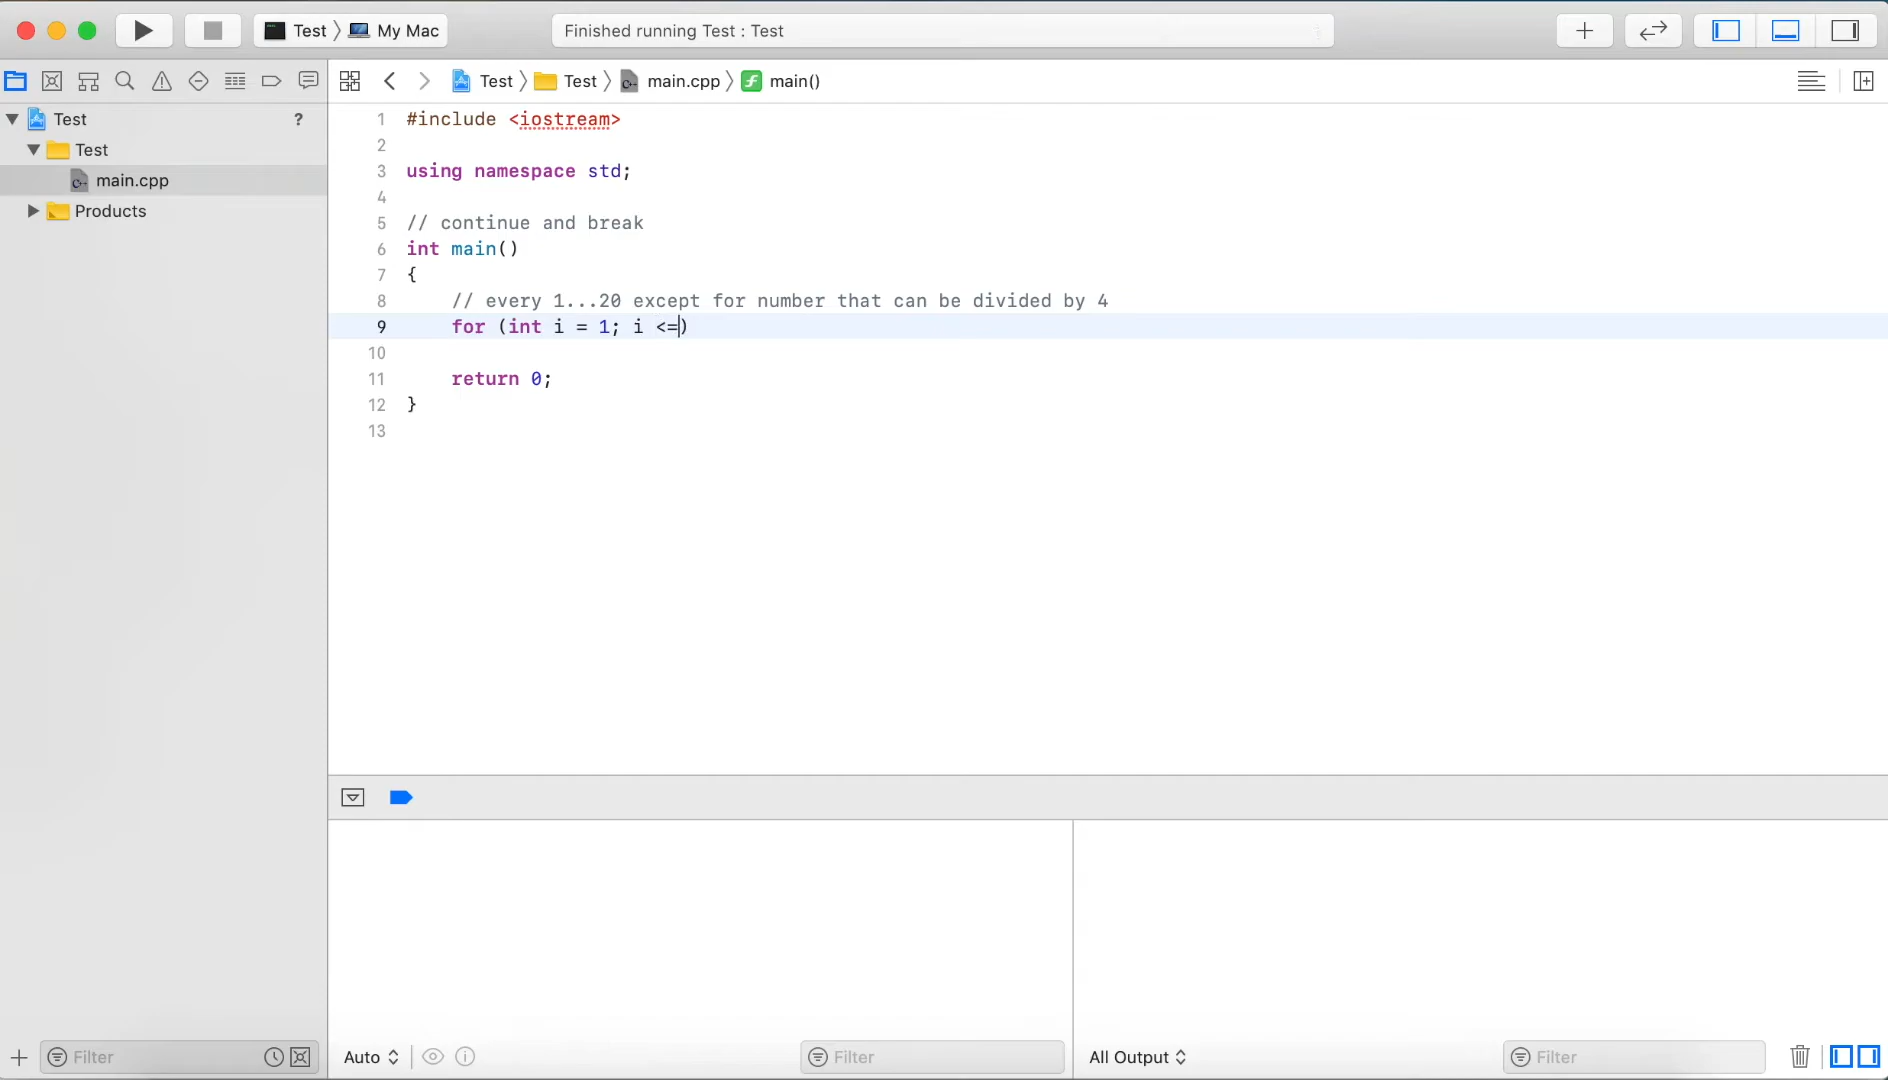 Test 〉 My Mac
Finished running Test : Test
Test 〉 Test 〉 main.cpp 〉 main()
Test ?
Test
main.cpp
Products
1 #include <iostream>
2
3 using namespace std;
4
5 // continue and break
6 int main()
7 {
8 // every 1...20 except for number that can be divided by 4
9 for (int i = 1; i <=)
10
11 return 0;
12 }
13
Filter
Auto
Filter
All Output
Filter